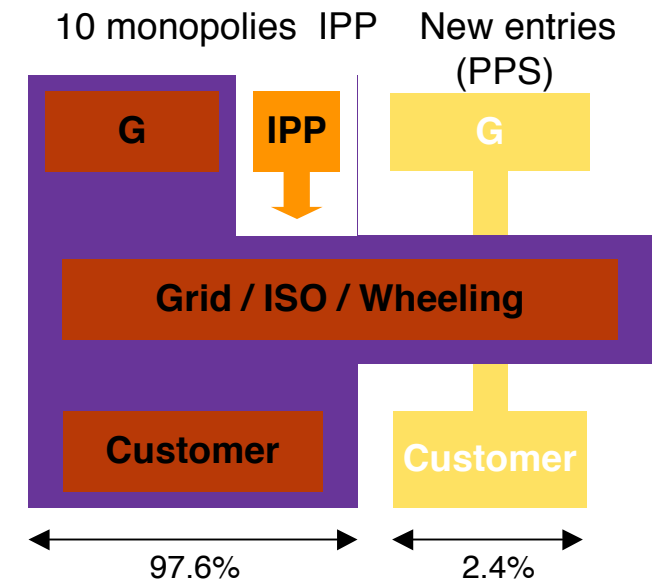 10 monopolies IPP New entries
(PPS)
G IPP G
Grid / ISO / Wheeling
Customer Customer
97.6% 2.4%